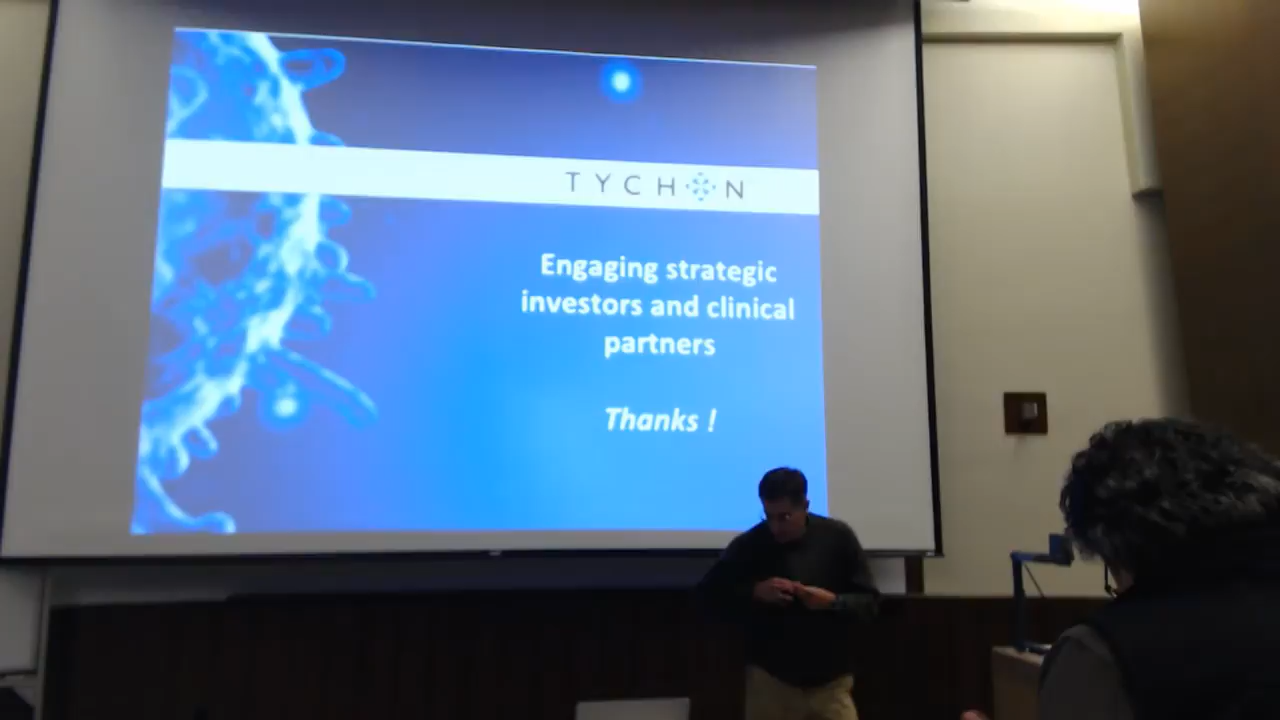 TYCHON
Engaging strategic
investors and clinical
partners
Thanks !